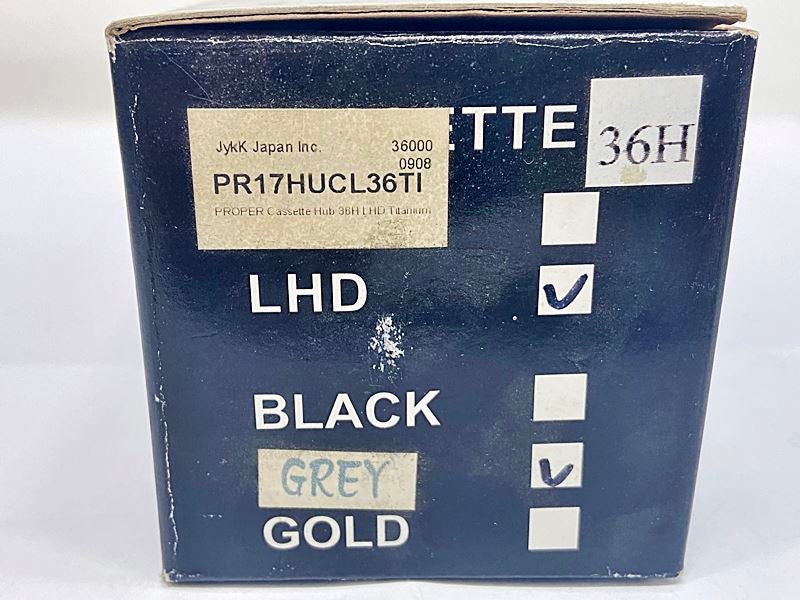 ETTE 36H
JykK Japan Inc. 36000
0908
PR17HUCL36TI
PROPER Cassette Hub 36H LHD Titanium
LHD
BLACK
GREY
GOLD